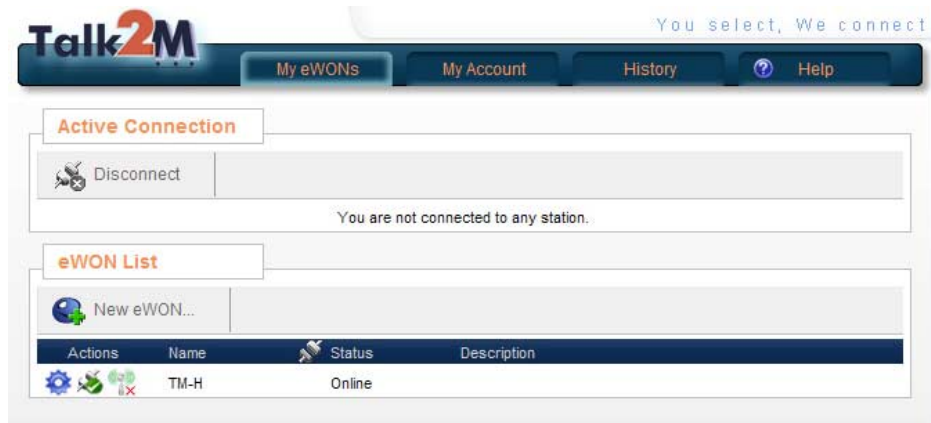 Talk2M
You select, We connect
My eWONs My Account History Help
Active Connection
Disconnect
You are not connected to any station.
eWON List
New eWON...
Actions Name Status Description
TM-H Online